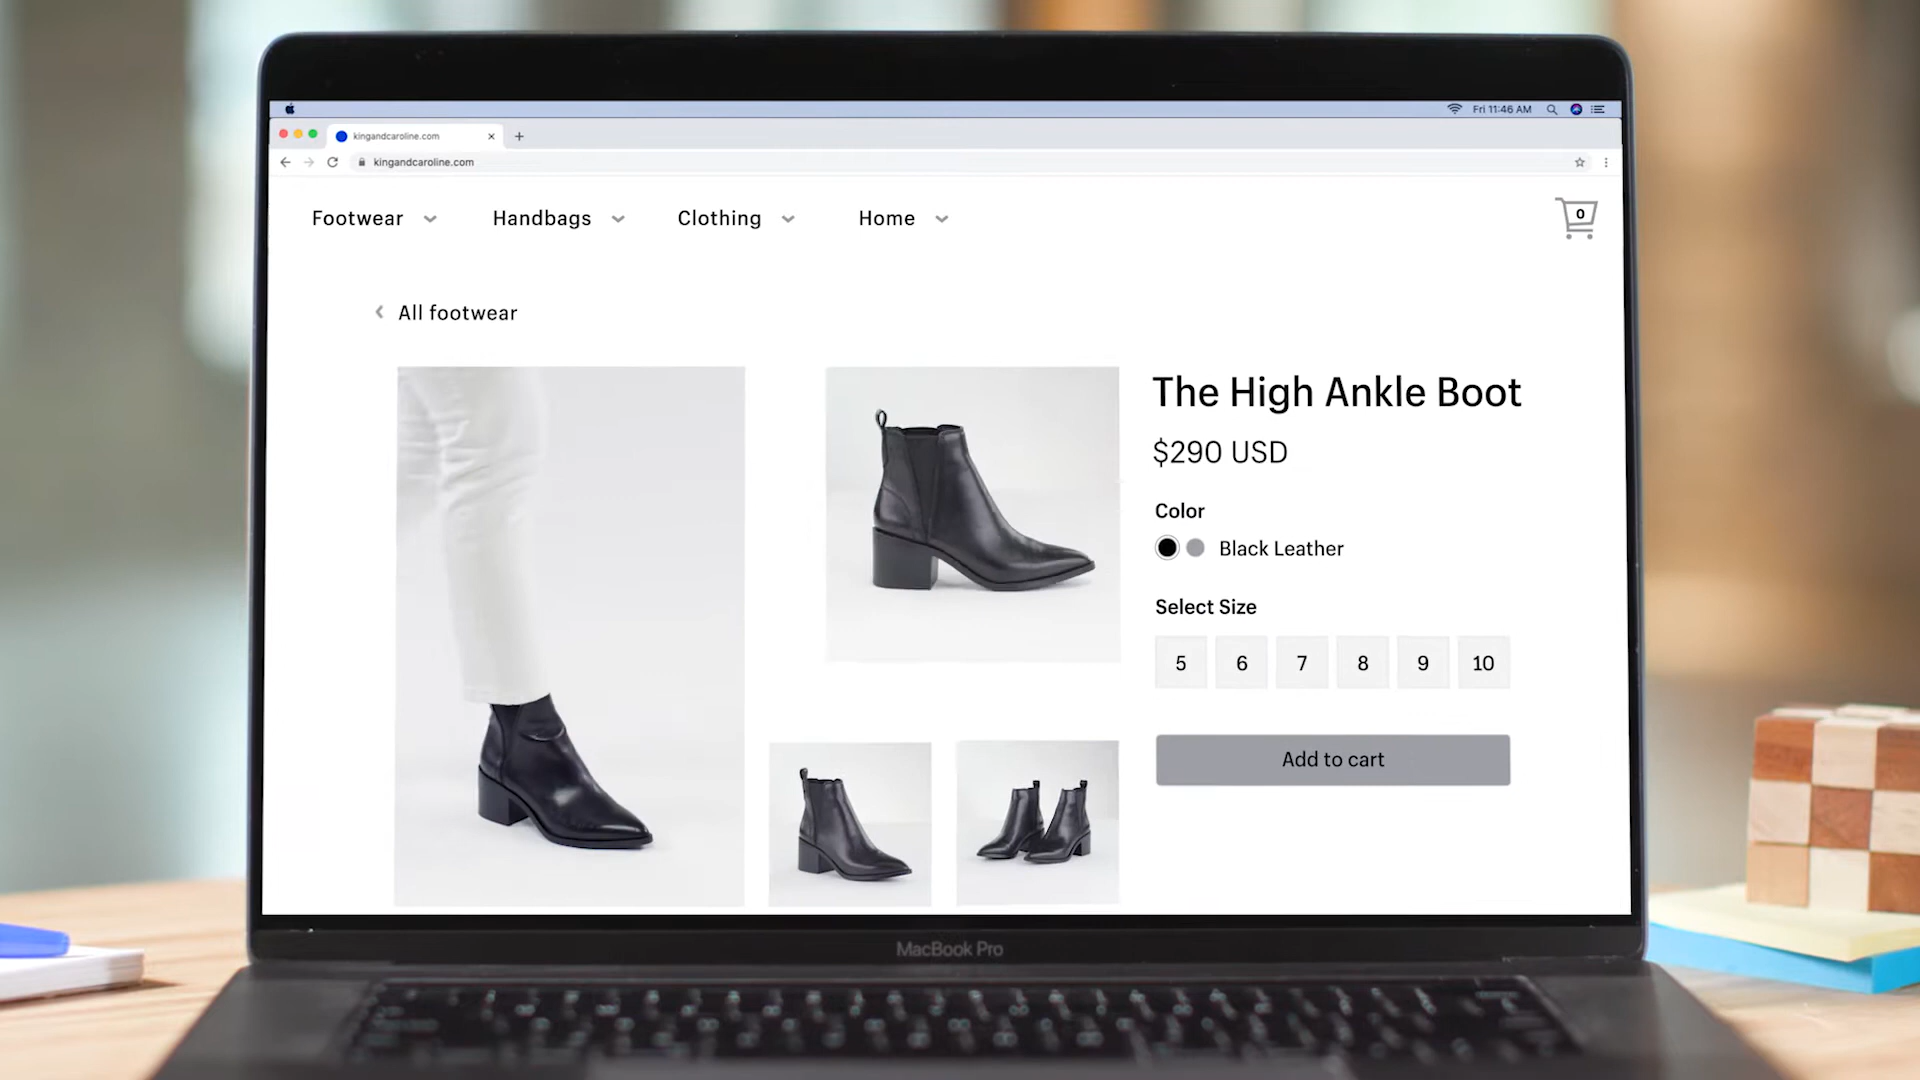 Fri 11:46 AM
kingandcaroline.com
kingandcaroline.com
Footwear
Handbags
Clothing
Home
0
All footwear
The High Ankle Boot
$290 USD
Color
Black Leather
Select Size
5 6 7 8 9 10
Add to cart
MacBook Pro